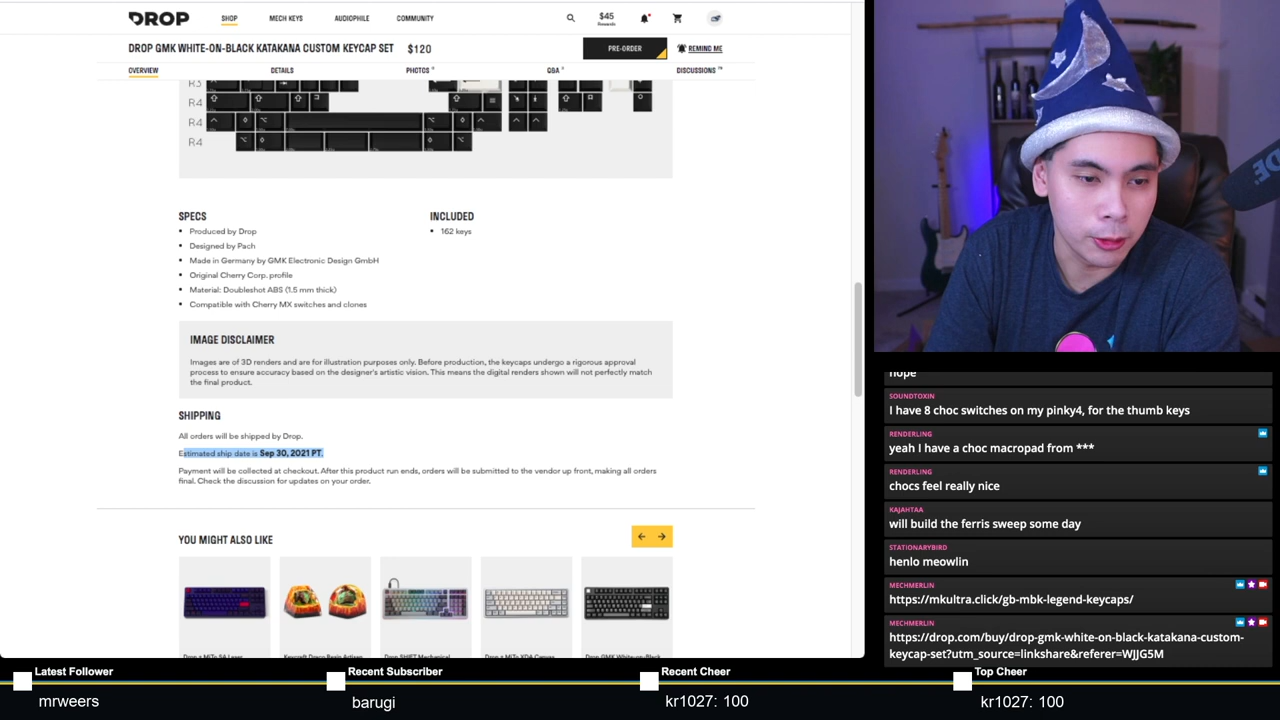 DROP SHOP MECH KEYS AUDIOPHILE COMMUNITY $45
Rewards
DROP GMK WHITE-ON-BLACK KATAKANA CUSTOM KEYCAP SET $120 PRE-ORDER REMIND ME
OVERVIEW DETAILS PHOTOS Q&A DISCUSSIONS
R3
R4
R4
R4
SPECS
• Produced by Drop
• Designed by Pach
• Made in Germany by GMK Electronic Design GmbH
• Original Cherry Corp. profile
• Material: Doubleshot ABS (1.5 mm thick)
• Compatible with Cherry MX switches and clones
INCLUDED
• 162 keys
IMAGE DISCLAIMER
Images are of 3D renders and are for illustration purposes only. Before production, the keycaps undergo a rigorous approval
process to ensure accuracy based on the designer's artistic vision. This means the digital renders shown will not perfectly match
the final product.
SHIPPING
All orders will be shipped by Drop.
Estimated ship date is Sep 30, 2021 PT.
Payment will be collected at checkout. After this product run ends, orders will be submitted to the vendor up front, making all orders
final. Check the discussion for updates on your order.
YOU MIGHT ALSO LIKE
nope
SOUNDTOXIN
I have 8 choc switches on my pinky4, for the thumb keys
RENDERLING
yeah I have a choc macropad from ***
RENDERLING
chocs feel really nice
KAJAHTAA
will build the ferris sweep some day
STATIONARYBIRD
henlo meowlin
MECHMERLIN
https://mkultra.click/gb-mbk-legend-keycaps/
MECHMERLIN
https://drop.com/buy/drop-gmk-white-on-black-katakana-custom-
keycap-set?utm_source=linkshare&referer=WJJG5M
Latest Follower
mrweers
Recent Subscriber
barugi
Recent Cheer
kr1027: 100
Top Cheer
kr1027: 100